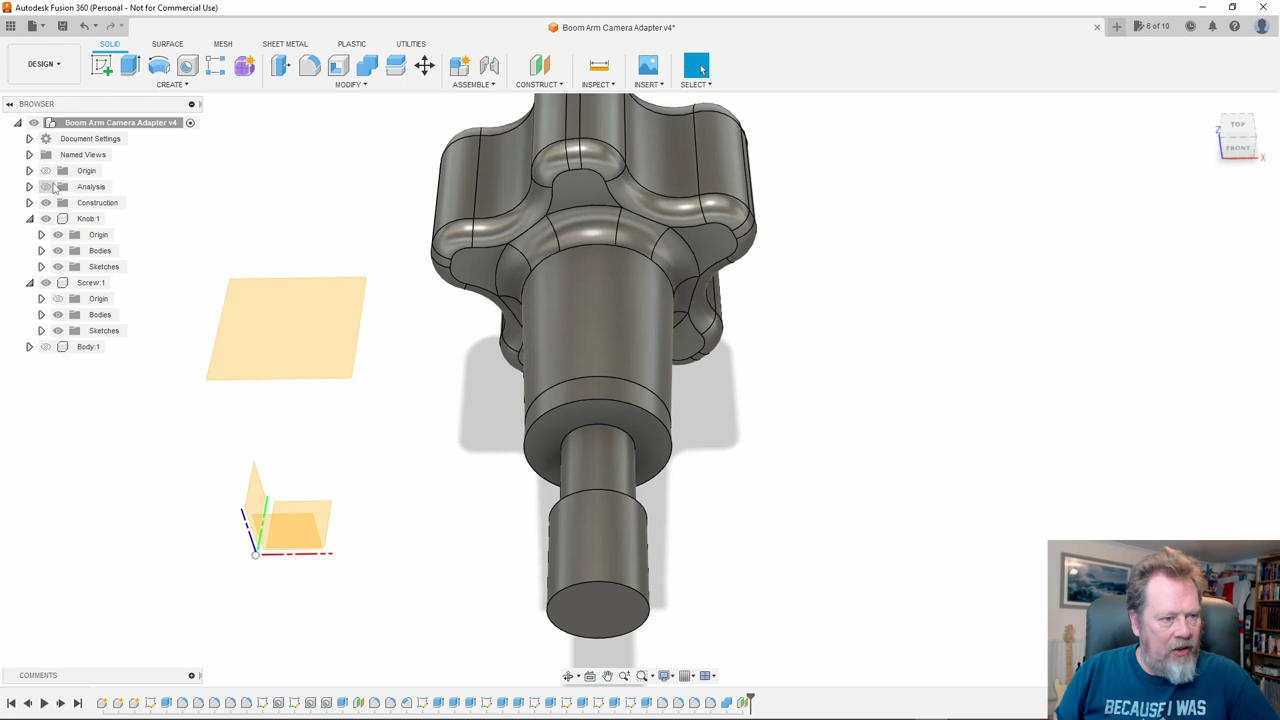 Autodesk Fusion 360 (Personal - Not for Commercial Use)
Boom Arm Camera Adapter v4*
6 of 10
DESIGN
SOLID
SURFACE
MESH
SHEET METAL
PLASTIC
UTILITIES
CREATE
MODIFY
ASSEMBLE
CONSTRUCT
INSPECT
INSERT
SELECT
BROWSER
Boom Arm Camera Adapter v4
Document Settings
Named Views
Origin
Analysis
Construction
Knob:1
Origin
Bodies
Sketches
Screw:1
Origin
Bodies
Sketches
Body:1
TOP
FRONT
Z
X
COMMENTS
BECAUSE I WAS